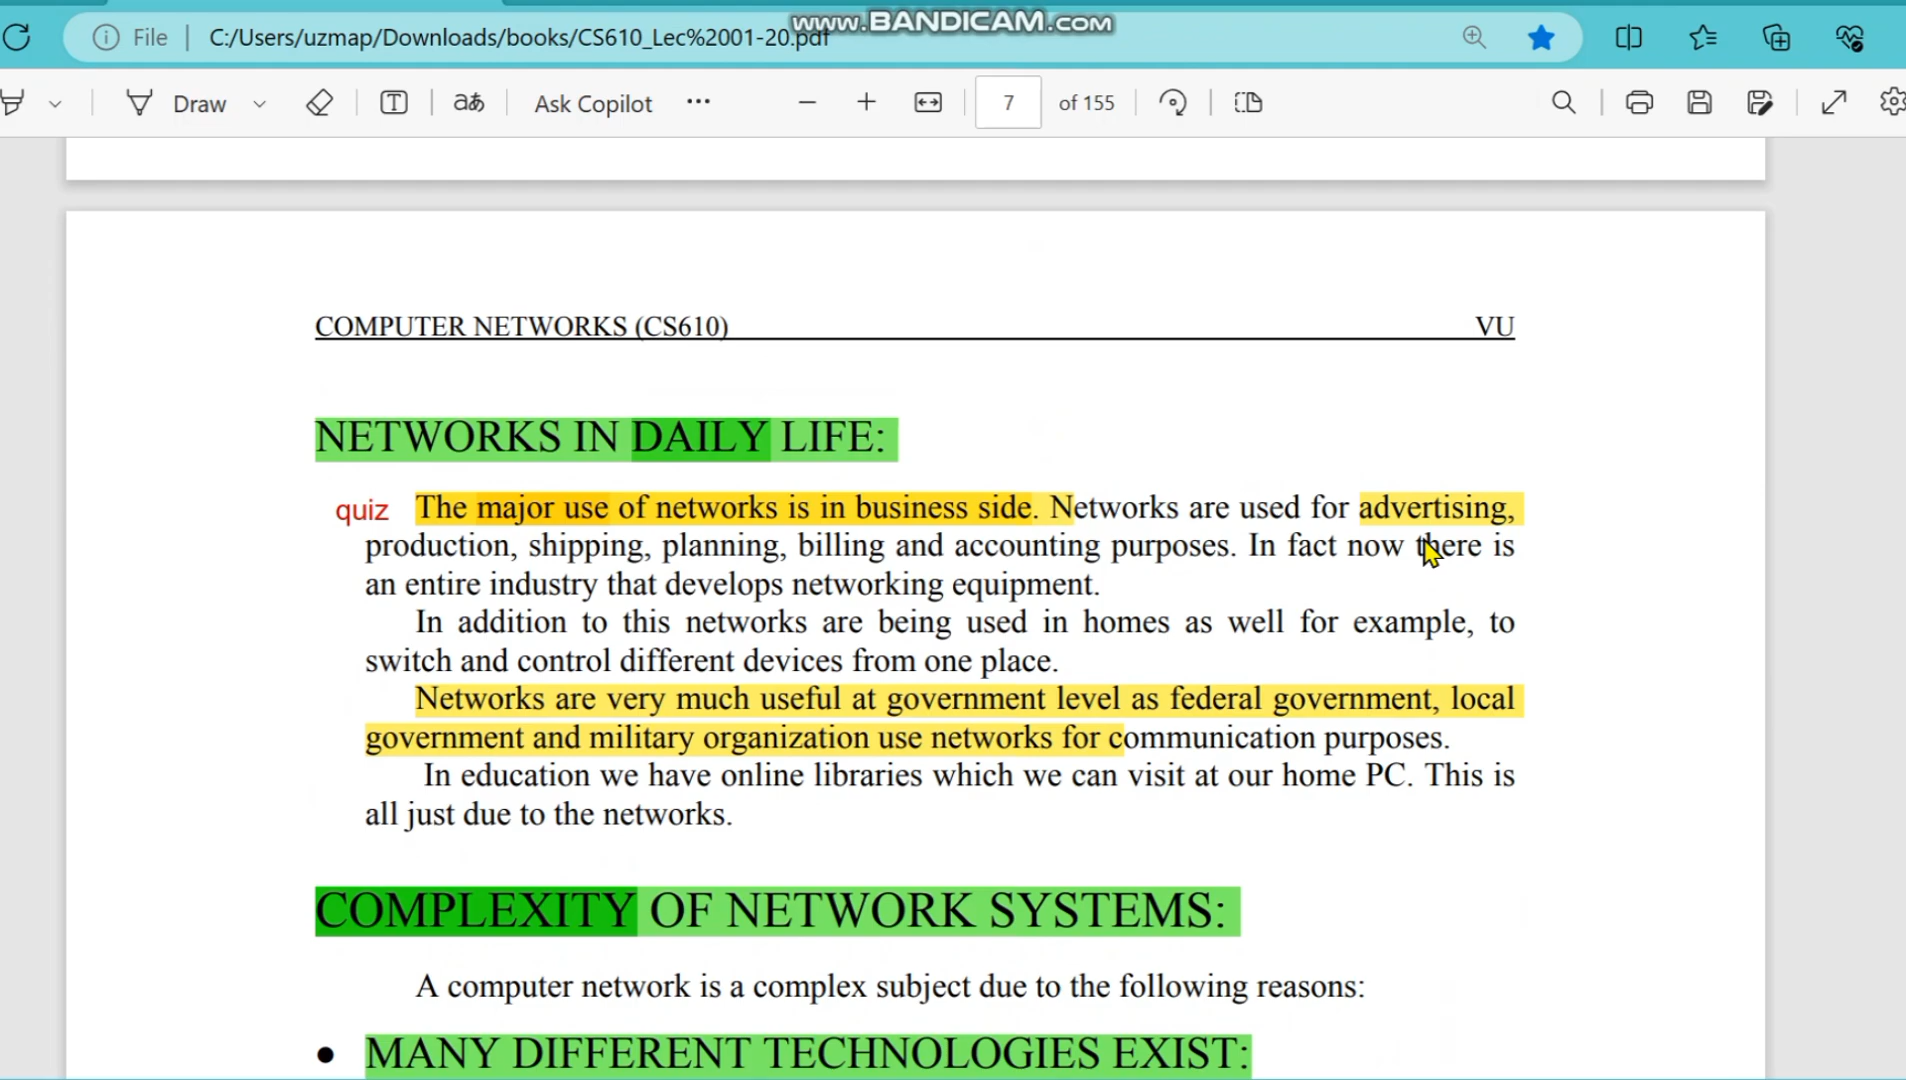 www.BANDICAM.com
File | C:/Users/uzmap/Downloads/books/CS610_Lec%2001-20.pdf
Draw aあ Ask Copilot ... 7 of 155
COMPUTER NETWORKS (CS610) VU
NETWORKS IN DAILY LIFE:
quiz The major use of networks is in business side. Networks are used for advertising,
production, shipping, planning, billing and accounting purposes. In fact now there is
an entire industry that develops networking equipment.
In addition to this networks are being used in homes as well for example, to
switch and control different devices from one place.
Networks are very much useful at government level as federal government, local
government and military organization use networks for communication purposes.
In education we have online libraries which we can visit at our home PC. This is
all just due to the networks.
COMPLEXITY OF NETWORK SYSTEMS:
A computer network is a complex subject due to the following reasons:
● MANY DIFFERENT TECHNOLOGIES EXIST: